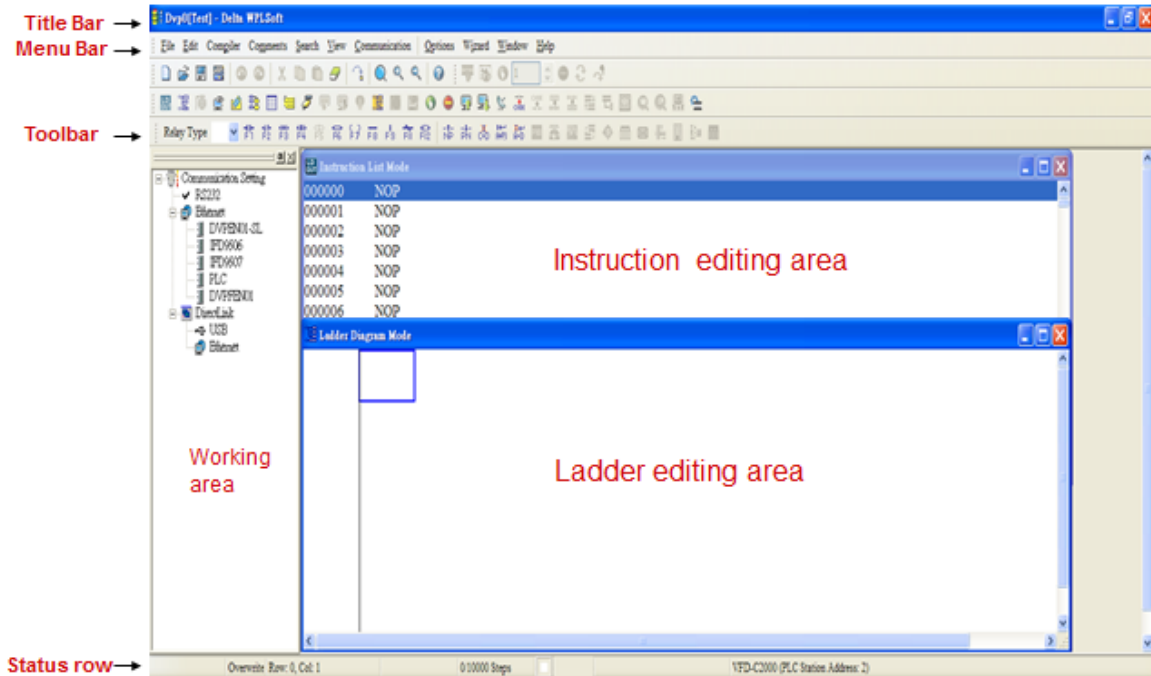 Title Bar
Dvp0[Test] - Delta WPLSoft
Menu Bar
File Edit Compiler Comments Search View Communication Options Wizard Window Help
Toolbar
Relay Type
Communication Setting
RS232
Ethernet
DVPEN01-SL
IFD9506
IFD9507
PLC
DVPFEN01
DirectLink
USB
Ethernet
Working area
Instruction List Mode
000000 NOP
000001 NOP
000002 NOP
000003 NOP
000004 NOP
000005 NOP
000006 NOP
Instruction editing area
Ladder Diagram Mode
Ladder editing area
Status row
Overwrite Row: 0, Col: 1
0/10000 Steps
VFD-C2000 (PLC Station Address: 2)